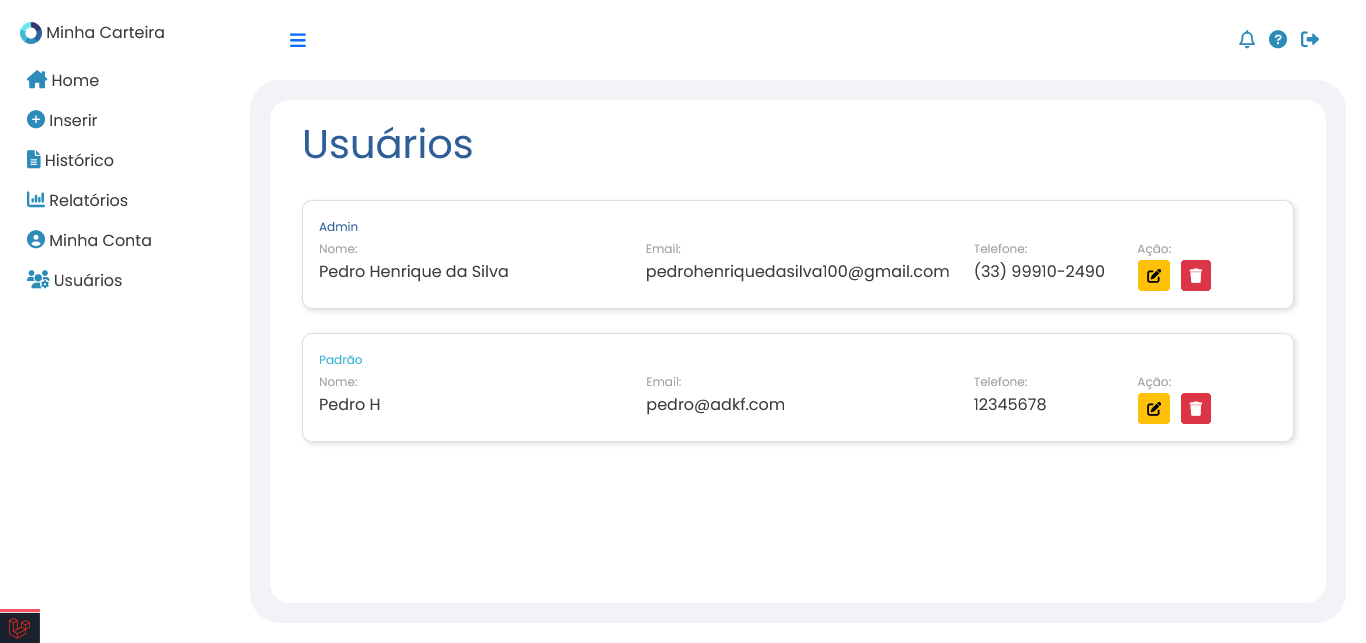 Minha Carteira
Home
Inserir
Histórico
Relatórios
Minha Conta
Usuários
Usuários
Admin
Nome: Email: Telefone: Ação:
Pedro Henrique da Silva pedrohenriquedasilva100@gmail.com (33) 99910-2490
Padrão
Nome: Email: Telefone: Ação:
Pedro H pedro@adkf.com 12345678